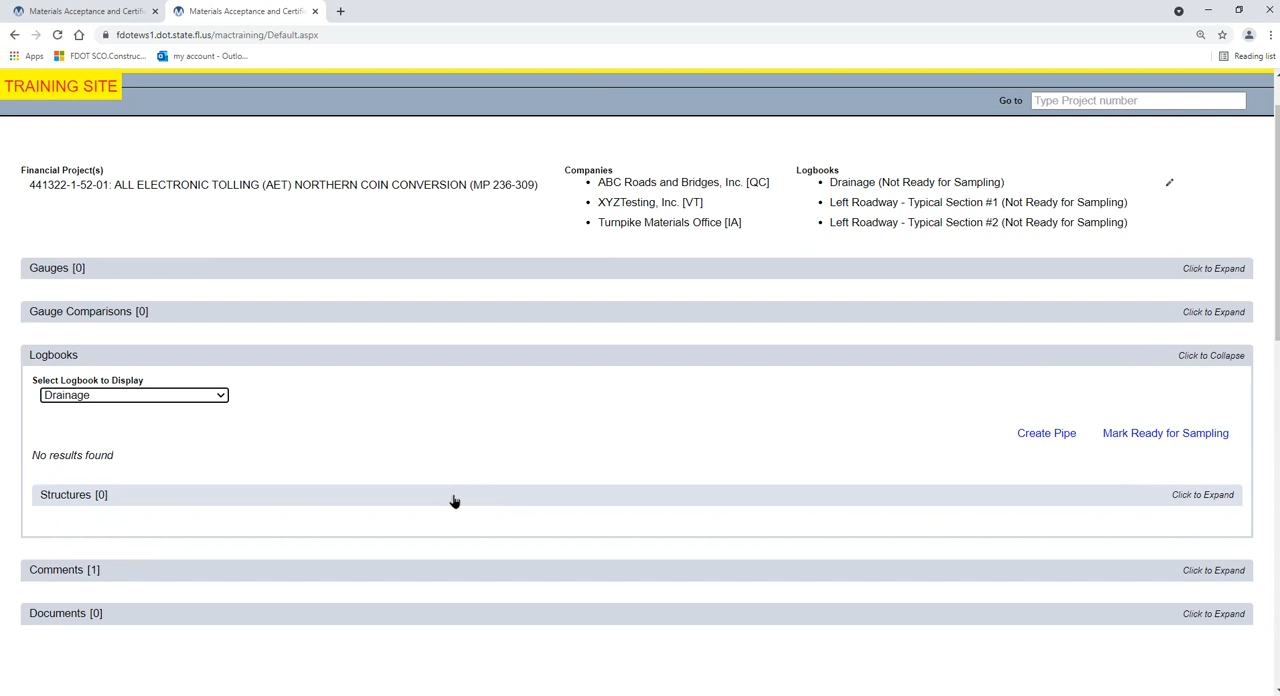 Materials Acceptance and Certifi
Materials Acceptance and Certific
fdotews1.dot.state.fl.us/mactraining/Default.aspx
Apps
FDOT SCO.Construc...
my account - Outlo...
Reading list
TRAINING SITE
Go to
Type Project number
Financial Project(s)
441322-1-52-01: ALL ELECTRONIC TOLLING (AET) NORTHERN COIN CONVERSION (MP 236-309)
Companies
• ABC Roads and Bridges, Inc. [QC]
• XYZTesting, Inc. [VT]
• Turnpike Materials Office [IA]
Logbooks
• Drainage (Not Ready for Sampling)
• Left Roadway - Typical Section #1 (Not Ready for Sampling)
• Left Roadway - Typical Section #2 (Not Ready for Sampling)
Gauges [0]
Click to Expand
Gauge Comparisons [0]
Click to Expand
Logbooks
Click to Collapse
Select Logbook to Display
Drainage
Create Pipe
Mark Ready for Sampling
No results found
Structures [0]
Click to Expand
Comments [1]
Click to Expand
Documents [0]
Click to Expand